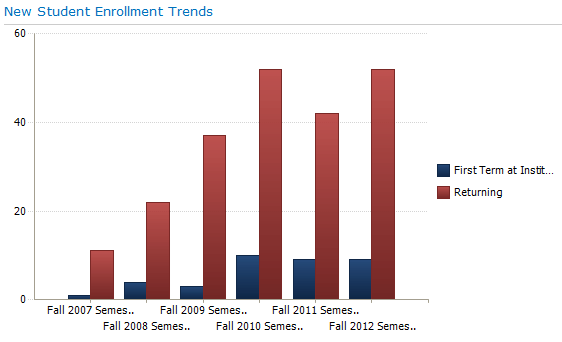 New Student Enrollment Trends
60
40
20
0
First Term at Instit...
Returning
Fall 2007 Semes..
Fall 2009 Semes..
Fall 2011 Semes..
Fall 2008 Semes..
Fall 2010 Semes..
Fall 2012 Semes..